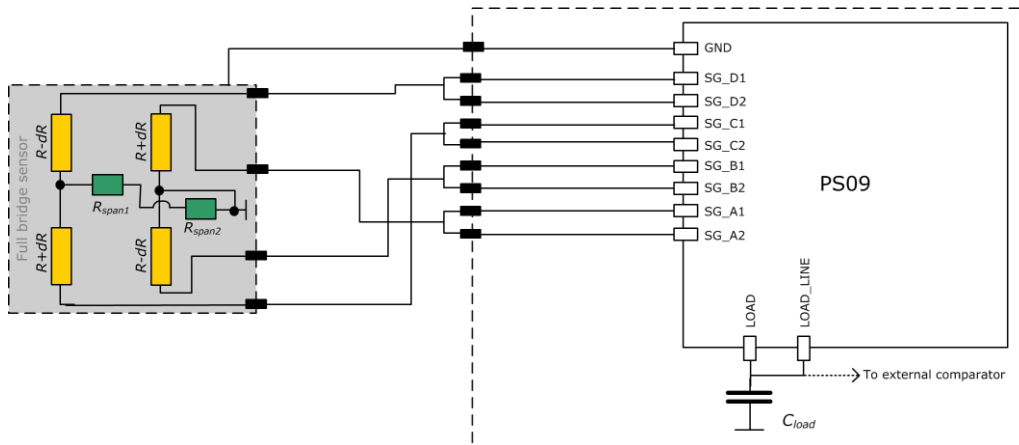 GND
SG_D1
SG_D2
SG_C1
SG_C2
SG_B1
SG_B2
SG_A1
SG_A2
PS09
LOAD
LOAD_LINE
To external comparator
Cload
Full bridge sensor
R-dR
R+dR
Rspan1
Rspan2
R+dR
R-dR